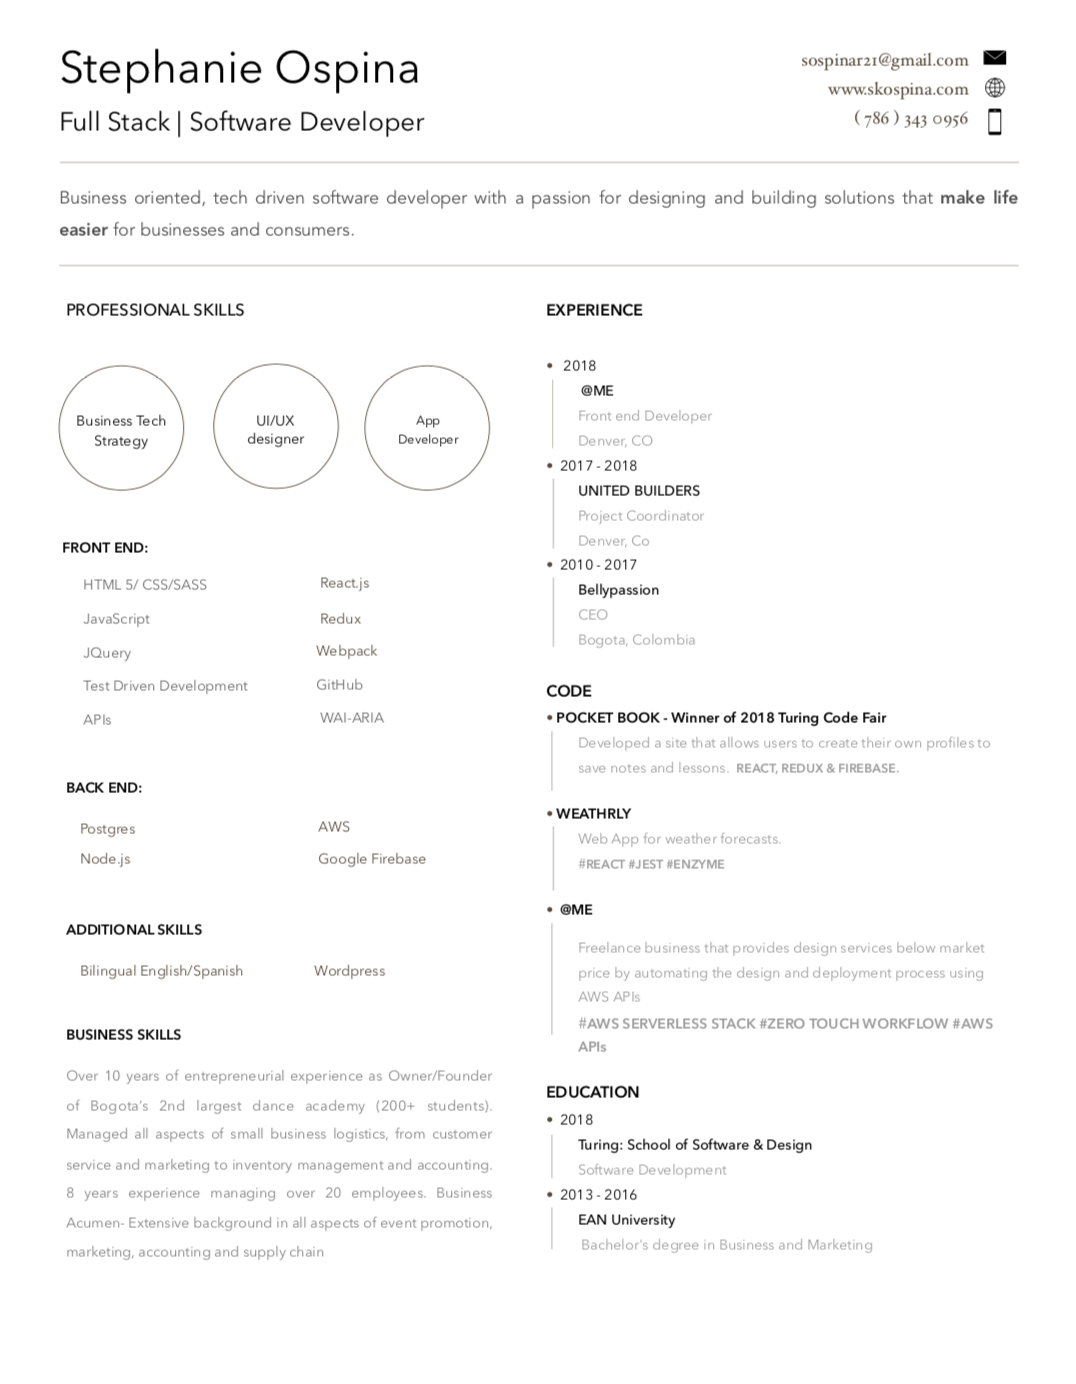 Stephanie Ospina
Full Stack | Software Developer
sospinar21@gmail.com
www.skospina.com
( 786 ) 343 0956
Business oriented, tech driven software developer with a passion for designing and building solutions that make life
easier for businesses and consumers.
PROFESSIONAL SKILLS
Business Tech
Strategy
UI/UX
designer
App
Developer
FRONT END:
HTML 5/ CSS/SASS
React.js
JavaScript
Redux
JQuery
Webpack
Test Driven Development
GitHub
APIs
WAI-ARIA
BACK END:
Postgres
AWS
Node.js
Google Firebase
ADDITIONAL SKILLS
Bilingual English/Spanish
Wordpress
BUSINESS SKILLS
Over 10 years of entrepreneurial experience as Owner/Founder
of Bogota's 2nd largest dance academy (200+ students).
Managed all aspects of small business logistics, from customer
service and marketing to inventory management and accounting.
8 years experience managing over 20 employees. Business
Acumen- Extensive background in all aspects of event promotion,
marketing, accounting and supply chain
EXPERIENCE
• 2018
@ME
Front end Developer
Denver, CO
• 2017 - 2018
UNITED BUILDERS
Project Coordinator
Denver, Co
• 2010 - 2017
Bellypassion
CEO
Bogota, Colombia
CODE
• POCKET BOOK - Winner of 2018 Turing Code Fair
Developed a site that allows users to create their own profiles to
save notes and lessons. REACT, REDUX & FIREBASE.
• WEATHRLY
Web App for weather forecasts.
#REACT #JEST #ENZYME
• @ME
Freelance business that provides design services below market
price by automating the design and deployment process using
AWS APIs
#AWS SERVERLESS STACK #ZERO TOUCH WORKFLOW #AWS
APIs
EDUCATION
• 2018
Turing: School of Software & Design
Software Development
• 2013 - 2016
EAN University
Bachelor's degree in Business and Marketing